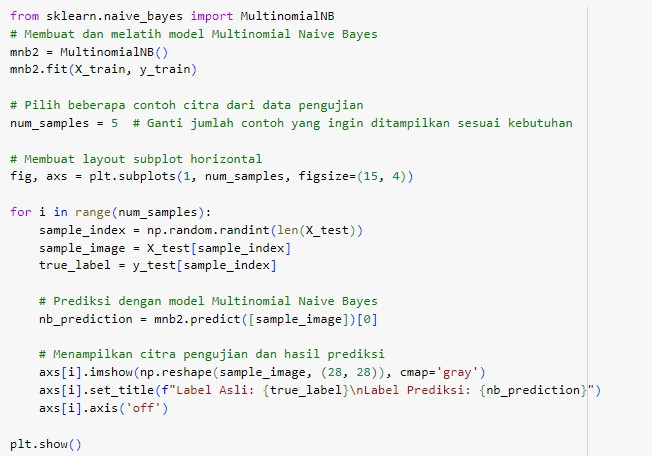 from sklearn.naive_bayes import MultinomialNB
# Membuat dan melatih model Multinomial Naive Bayes
mnb2 = MultinomialNB()
mnb2.fit(X_train, y_train)

# Pilih beberapa contoh citra dari data pengujian
num_samples = 5  # Ganti jumlah contoh yang ingin ditampilkan sesuai kebutuhan

# Membuat layout subplot horizontal
fig, axs = plt.subplots(1, num_samples, figsize=(15, 4))

for i in range(num_samples):
    sample_index = np.random.randint(len(X_test))
    sample_image = X_test[sample_index]
    true_label = y_test[sample_index]

    # Prediksi dengan model Multinomial Naive Bayes
    nb_prediction = mnb2.predict([sample_image])[0]

    # Menampilkan citra pengujian dan hasil prediksi
    axs[i].imshow(np.reshape(sample_image, (28, 28)), cmap='gray')
    axs[i].set_title(f"Label Asli: {true_label}\nLabel Prediksi: {nb_prediction}")
    axs[i].axis('off')

plt.show()